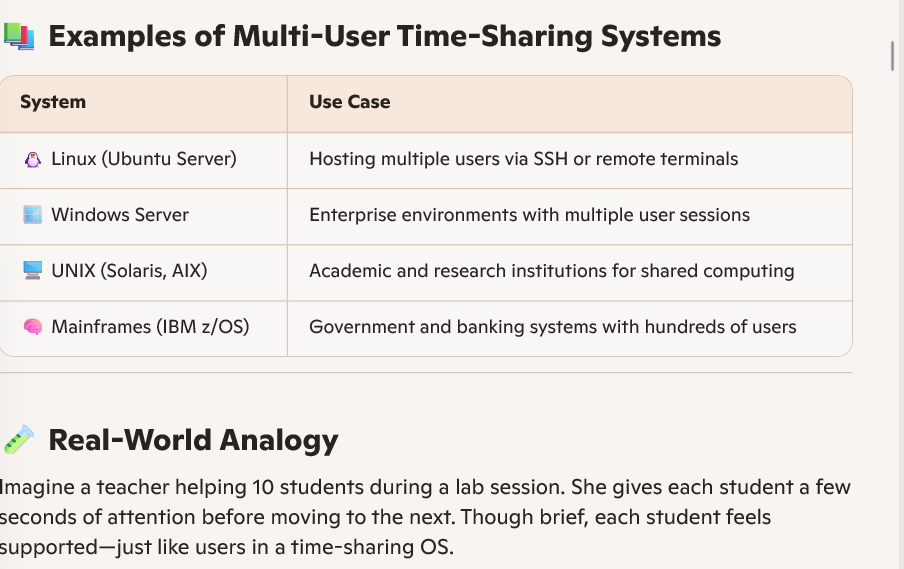 Examples of Multi-User Time-Sharing Systems
System Use Case
Linux (Ubuntu Server) Hosting multiple users via SSH or remote terminals
Windows Server Enterprise environments with multiple user sessions
UNIX (Solaris, AIX) Academic and research institutions for shared computing
Mainframes (IBM z/OS) Government and banking systems with hundreds of users
Real-World Analogy
Imagine a teacher helping 10 students during a lab session. She gives each student a few
seconds of attention before moving to the next. Though brief, each student feels
supported—just like users in a time-sharing OS.